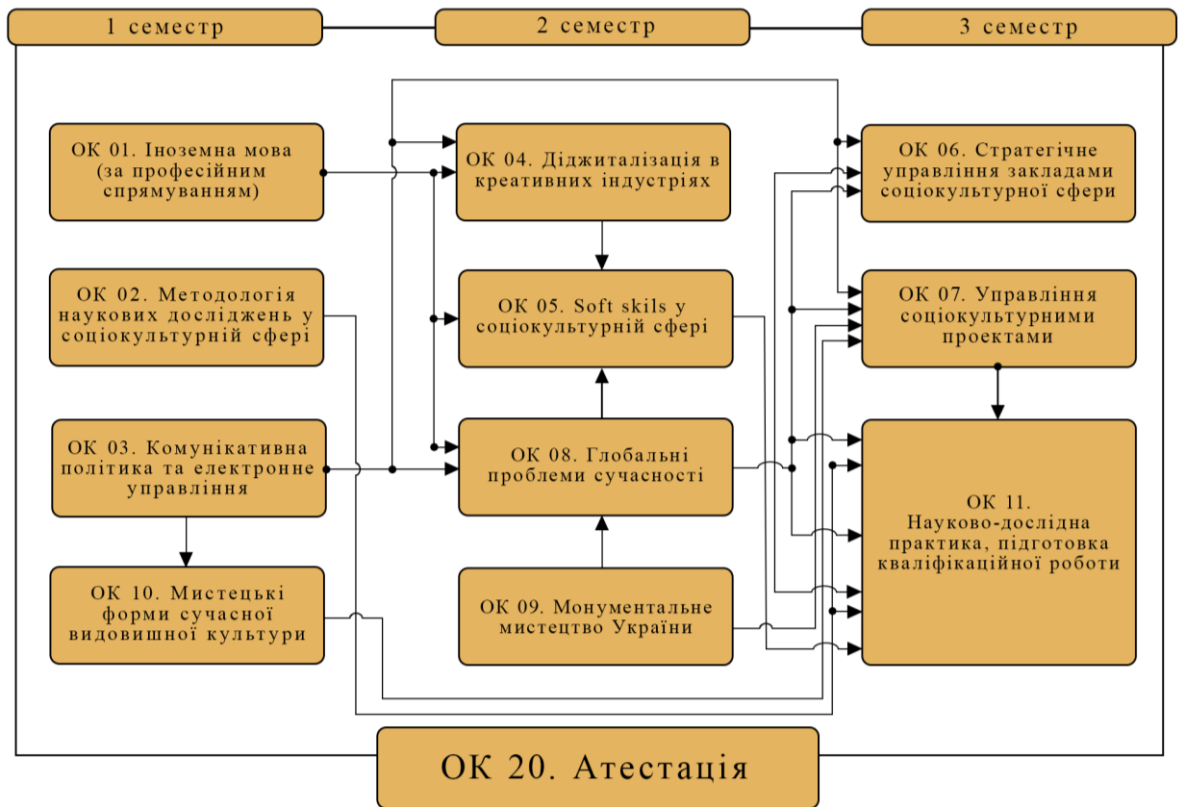 1 семестр
2 семестр
3 семестр
ОК 01. Іноземна мова
(за професійним
спрямуванням)
ОК 04. Діджиталізація в
креативних індустріях
ОК 06. Стратегічне
управління закладами
соціокультурної сфери
ОК 02. Методологія
наукових досліджень у
соціокультурній сфері
ОК 05. Soft skils у
соціокультурній сфері
ОК 07. Управління
соціокультурними
проектами
ОК 03. Комунікативна
політика та електронне
управління
ОК 08. Глобальні
проблеми сучасності
ОК 11.
Науково-дослідна
практика, підготовка
кваліфікаційної роботи
ОК 10. Мистецькі
форми сучасної
видовишної культури
ОК 09. Монументальне
мистецтво України
ОК 20. Атестація